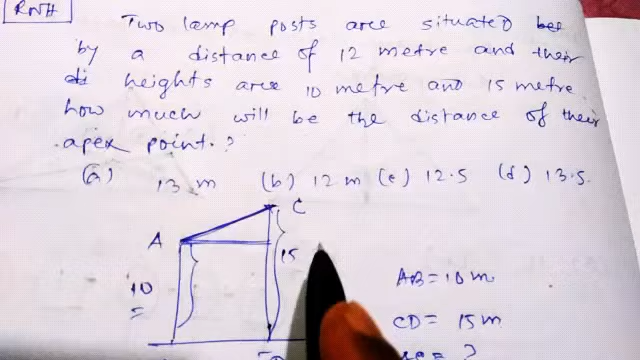 RNH
Two lamp posts are situated
by a distance of 12 metre and their
heights are 10 metre and 15 metre
how much will be the distance of their
apex point.?
(a) 13 m (b) 12 m (c) 12.5 (d) 13.5.
C
A
15
AB = 10 m
10
=
CD = 15 m
= ?